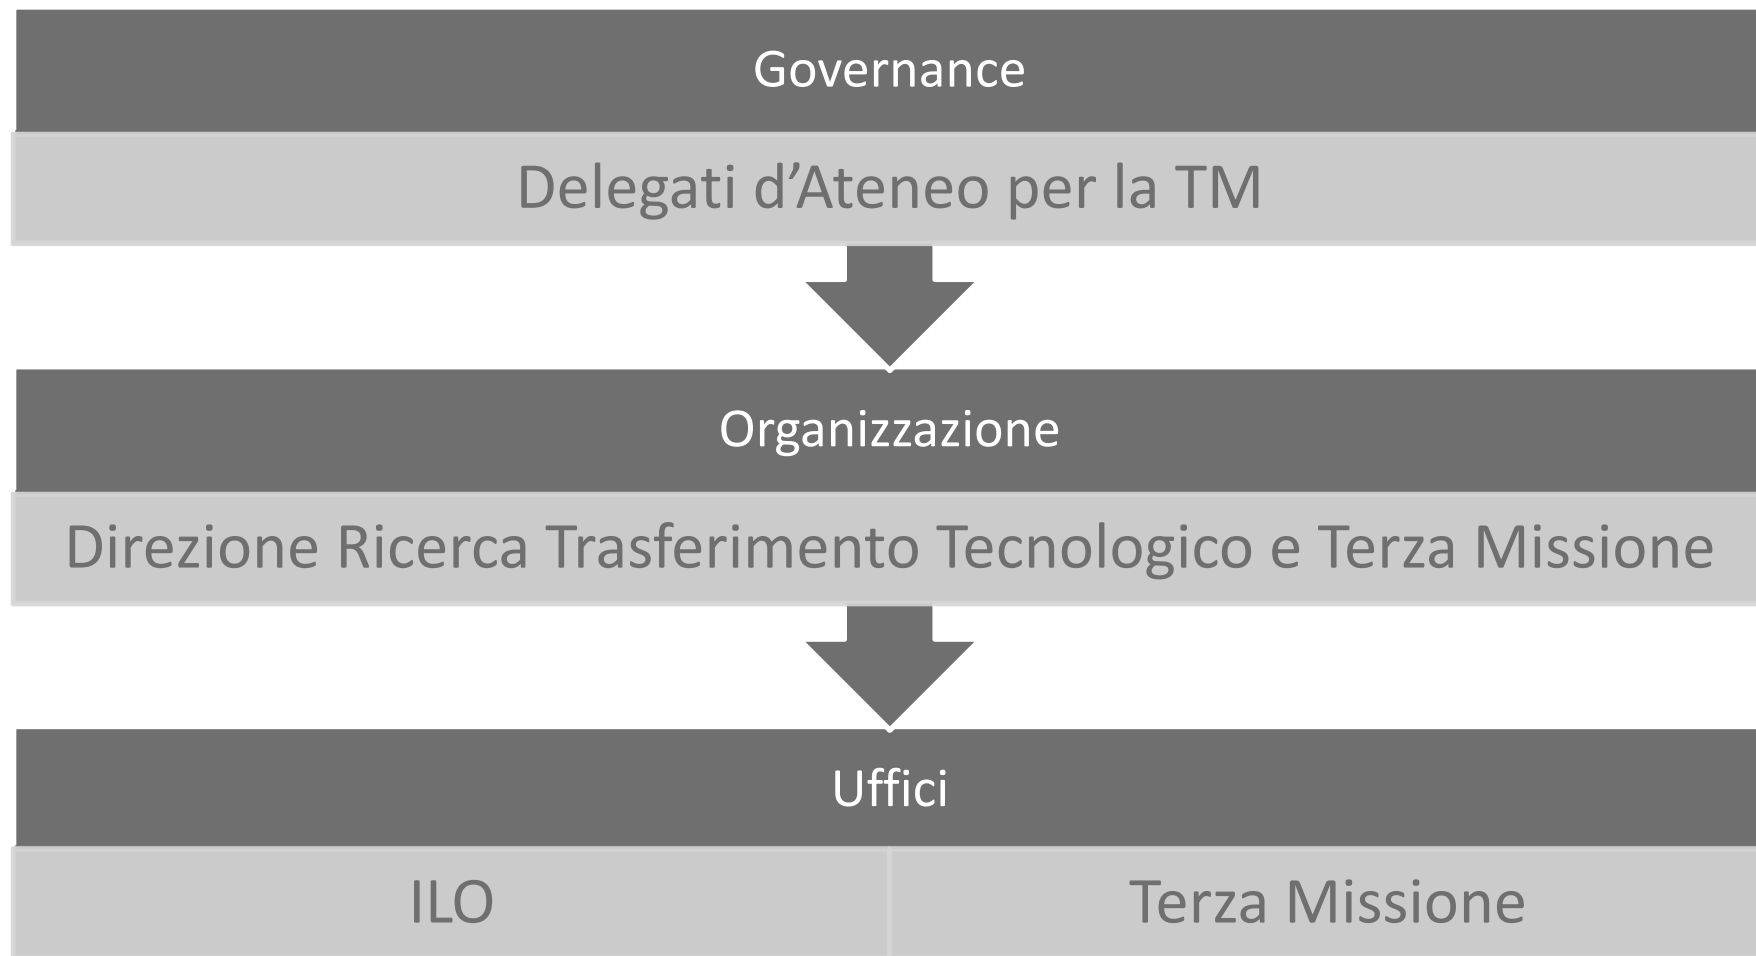 Governance
Delegati d’Ateneo per la TM
Organizzazione
Direzione Ricerca Trasferimento Tecnologico e Terza Missione
Uffici
ILO
Terza Missione